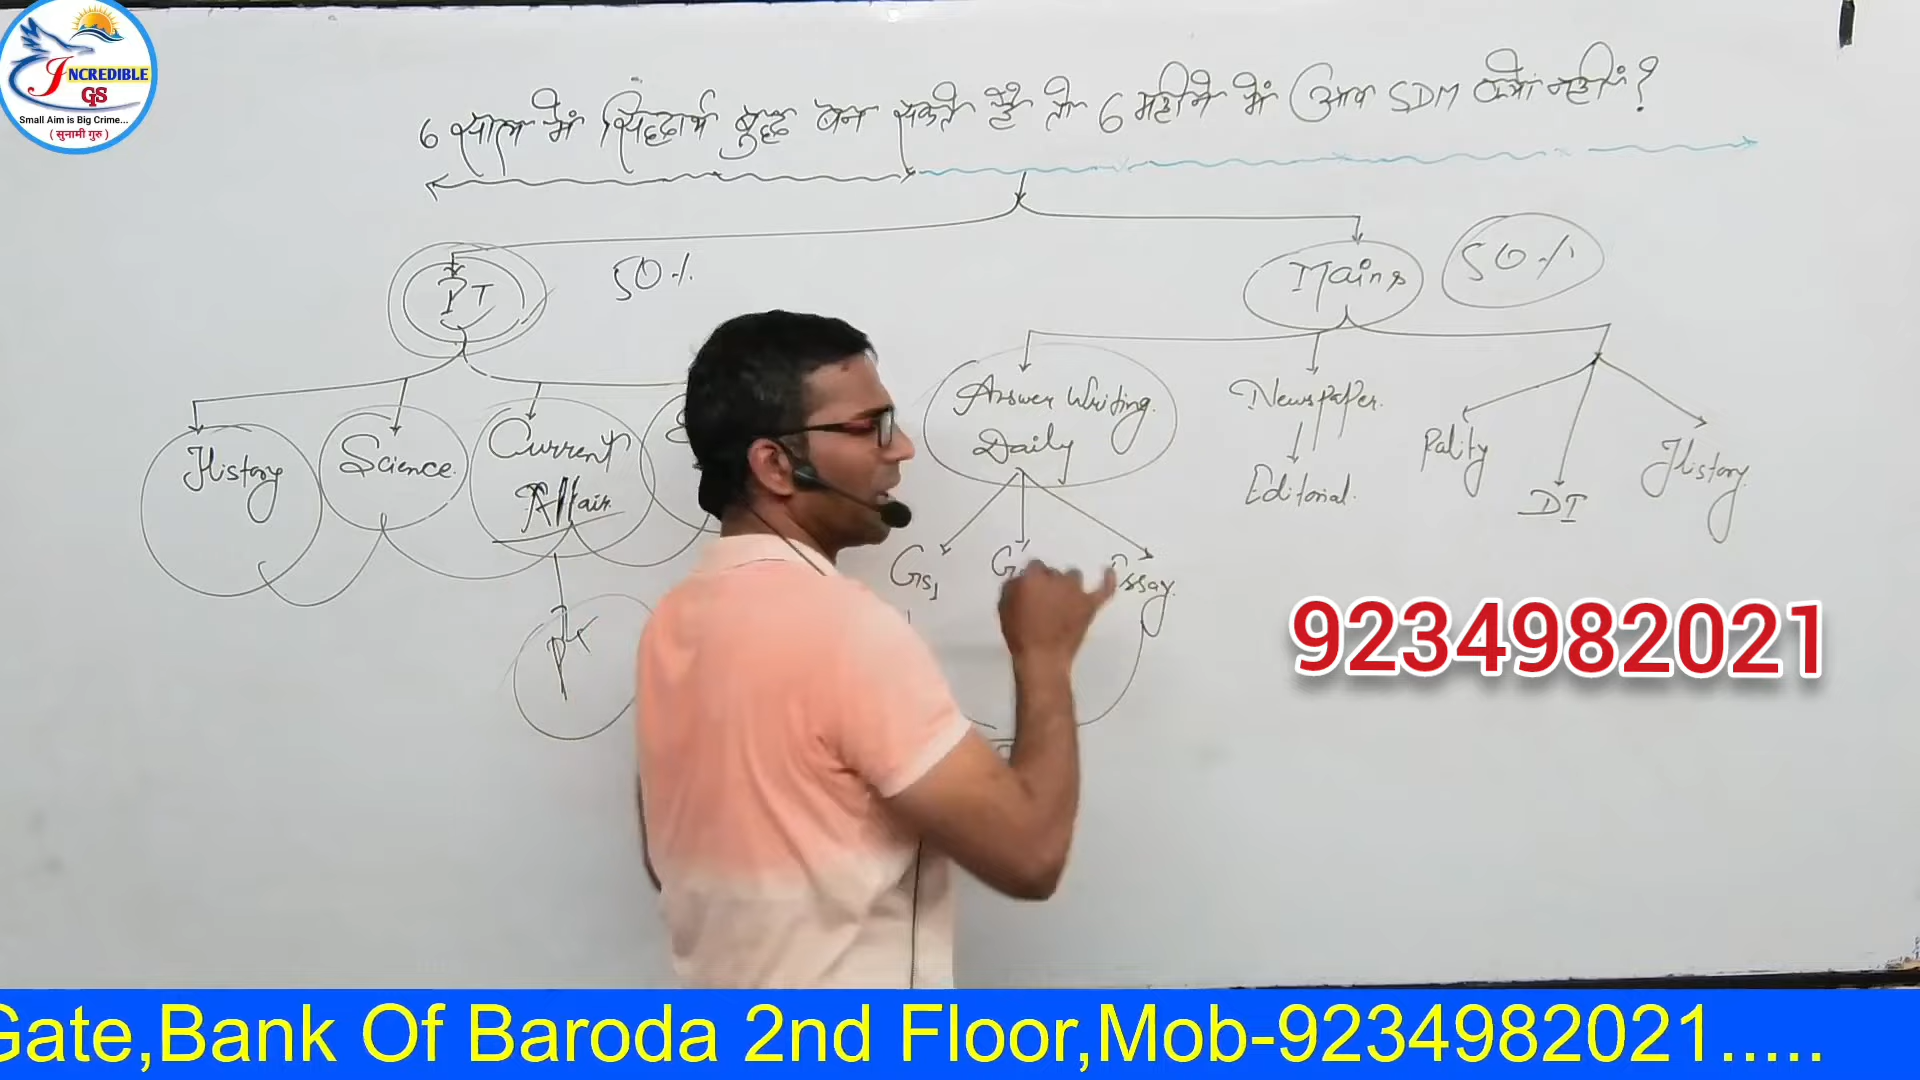 INCREDIBLE
GS
Small Aim is Big Crime...
( सुनामी गुरु )
6 साल में सिद्धार्थ बुद्ध बन सकते हैं तो 6 महीने में आप SDM क्यों नहीं?
PT
50%
Mains
50%
History
Science.
Current
Affair
Answer Writing.
Daily
Newspaper.
Editorial.
Polity
DI
History.
GS1
Essay.
PT
9234982021
Gate,Bank Of Baroda 2nd Floor,Mob-9234982021.....